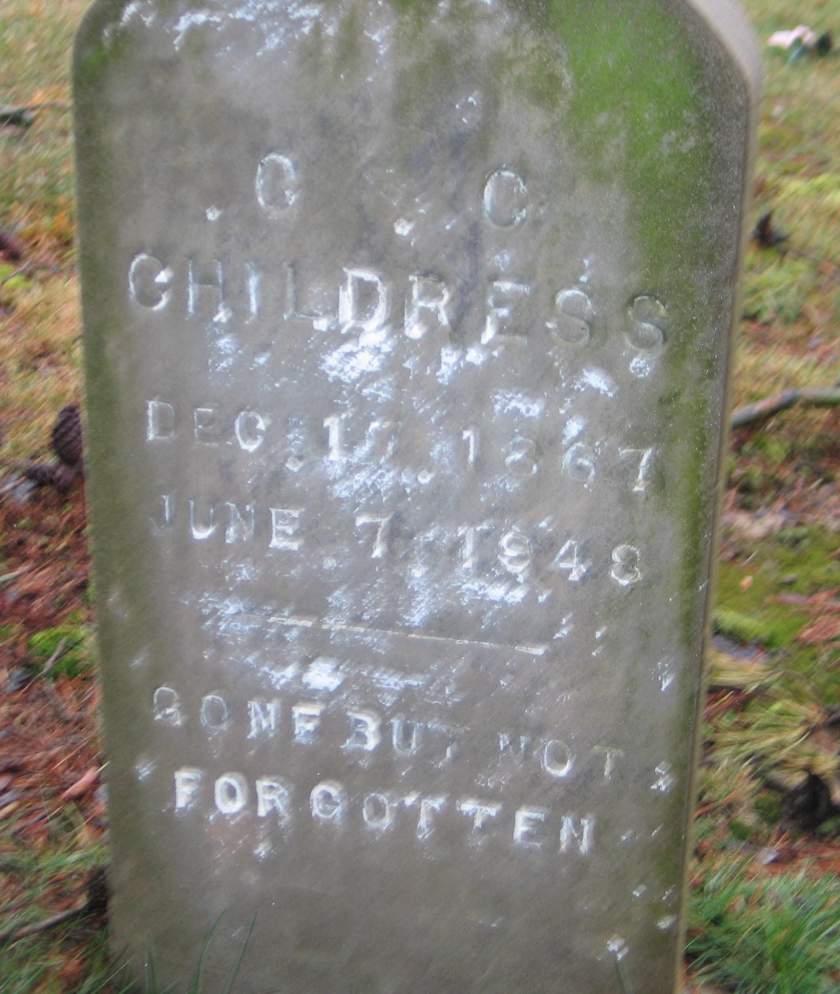 C. C.
CHILDRESS
DEC. 17, 1867
JUNE 7, 1948
GONE BUT NOT
FORGOTTEN